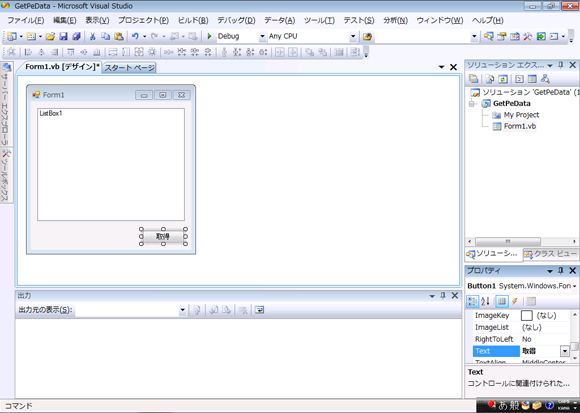 GetPeData - Microsoft Visual Studio
ファイル(F) 編集(E) 表示(V) プロジェクト(P) ビルド(B) デバッグ(D) データ(A) ツール(T) テスト(S) 分析(N) ウィンドウ(W) ヘルプ(H)
Debug Any CPU
サーバー エクスプローラ
ツールボックス
Form1.vb [デザイン]* スタート ページ
Form1
ListBox1
取得
出力
出力元の表示(S):
ソリューション エクス...
ソリューション 'GetPeData' (1
GetPeData
My Project
Form1.vb
ソリューシ... クラス ビュー
プロパティ
Button1 System.Windows.For
ImageKey (なし)
ImageList (なし)
RightToLeft No
Text 取得
TextAlign MiddleCenter
Text
コントロールに関連付けられた...
コマンド
あ 般
CAPS
KANA